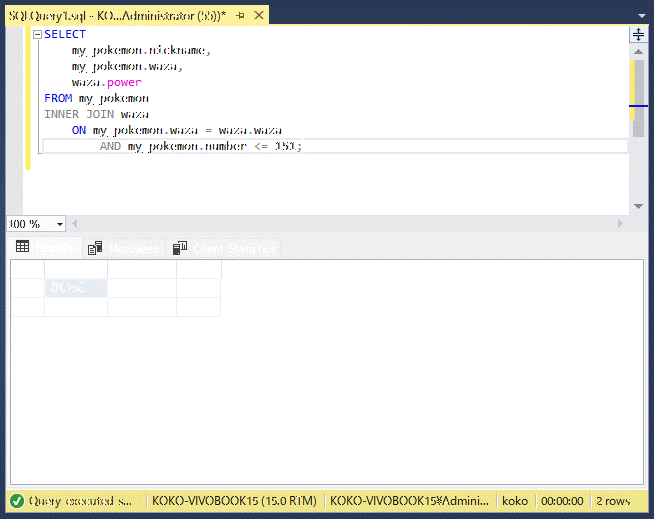 SQLQuery1.sql - KO...Administrator (55))*
SELECT
my_pokemon.nickname,
my_pokemon.waza,
waza.power
FROM my_pokemon
INNER JOIN waza
ON my_pokemon.waza = waza.waza
AND my_pokemon.number <= 151;
100 %
Results Messages Client Statistics
かいっこ
Query executed s... KOKO-VIVOBOOK15 (15.0 RTM) KOKO-VIVOBOOK15¥Admini... koko 00:00:00 2 rows